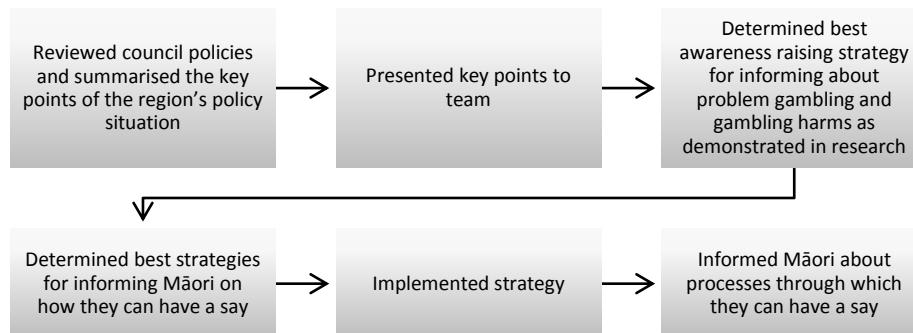 Reviewed council policies
and summarised the key
points of the region's policy
situation
Presented key points to
team
Determined best
awareness raising strategy
for informing about
problem gambling and
gambling harms as
demonstrated in research
Determined best strategies
for informing Māori on
how they can have a say
Implemented strategy
Informed Māori about
processes through which
they can have a say